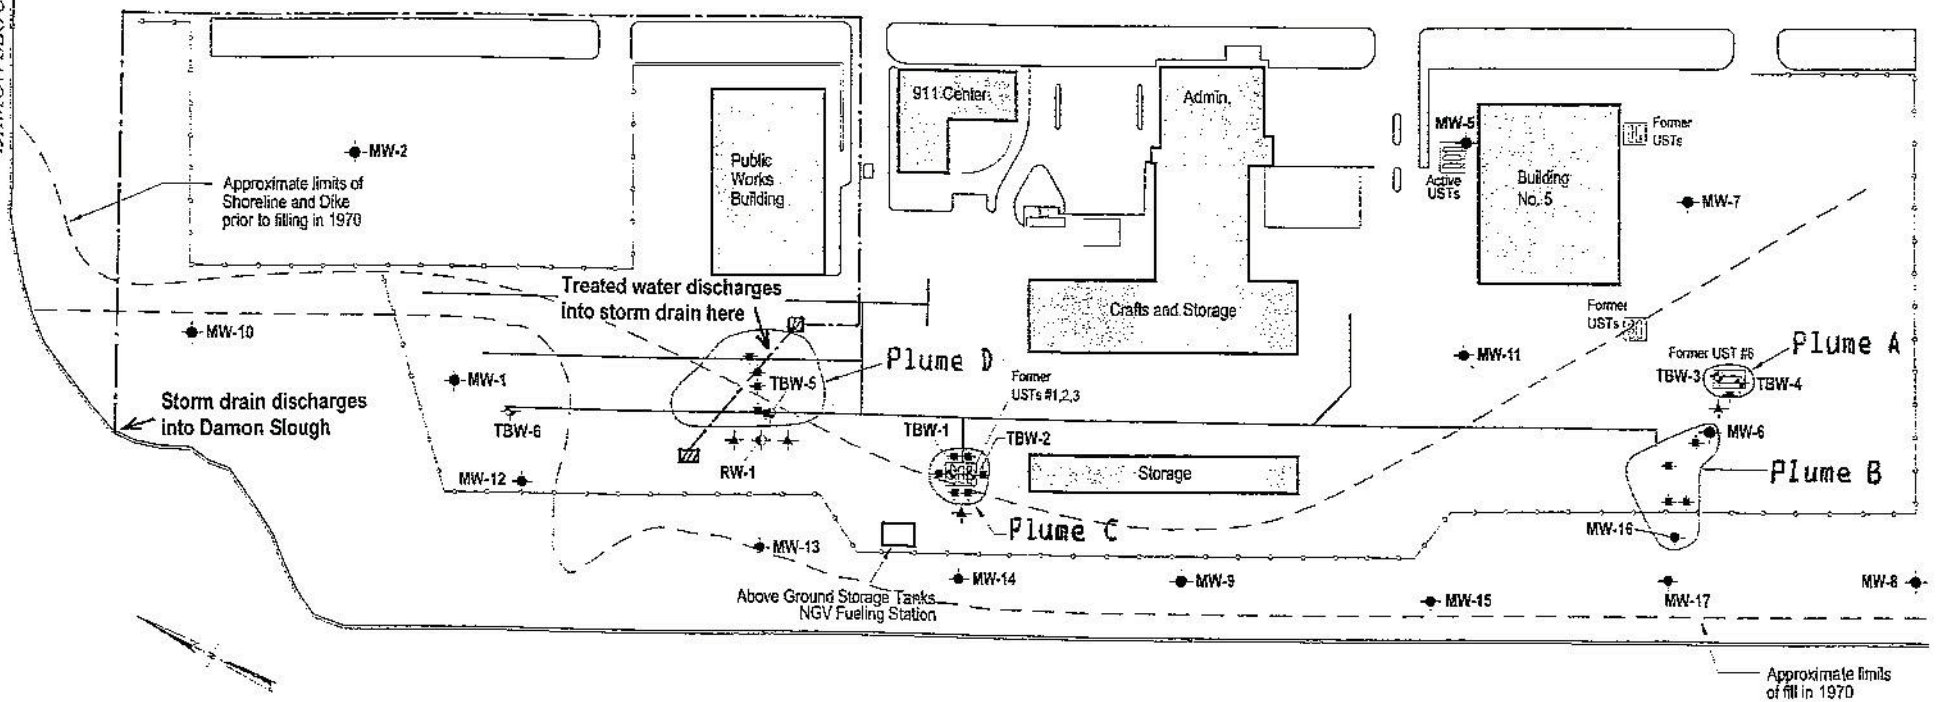 911 Center
Admin.
MW-5
Former
USTs
MW-2
Public
Works
Building
Active
USTs
Building
No. 5
MW-7
Approximate limits of
Shoreline and Dike
prior to filling in 1970
Treated water discharges
into storm drain here
Crafts and Storage
Former
USTs
MW-10
MW-11
Plume D
Former UST #6
Plume A
MW-1
TBW-5
Former
USTs #1,2,3
TBW-3
TBW-4
Storm drain discharges
into Damon Slough
TBW-6
TBW-1
TBW-2
MW-6
RW-1
MW-12
Storage
Plume B
Plume C
MW-16
MW-13
MW-14
MW-9
MW-17
MW-8
Above Ground Storage Tanks
NGV Fueling Station
MW-15
Approximate limits
of fill in 1970